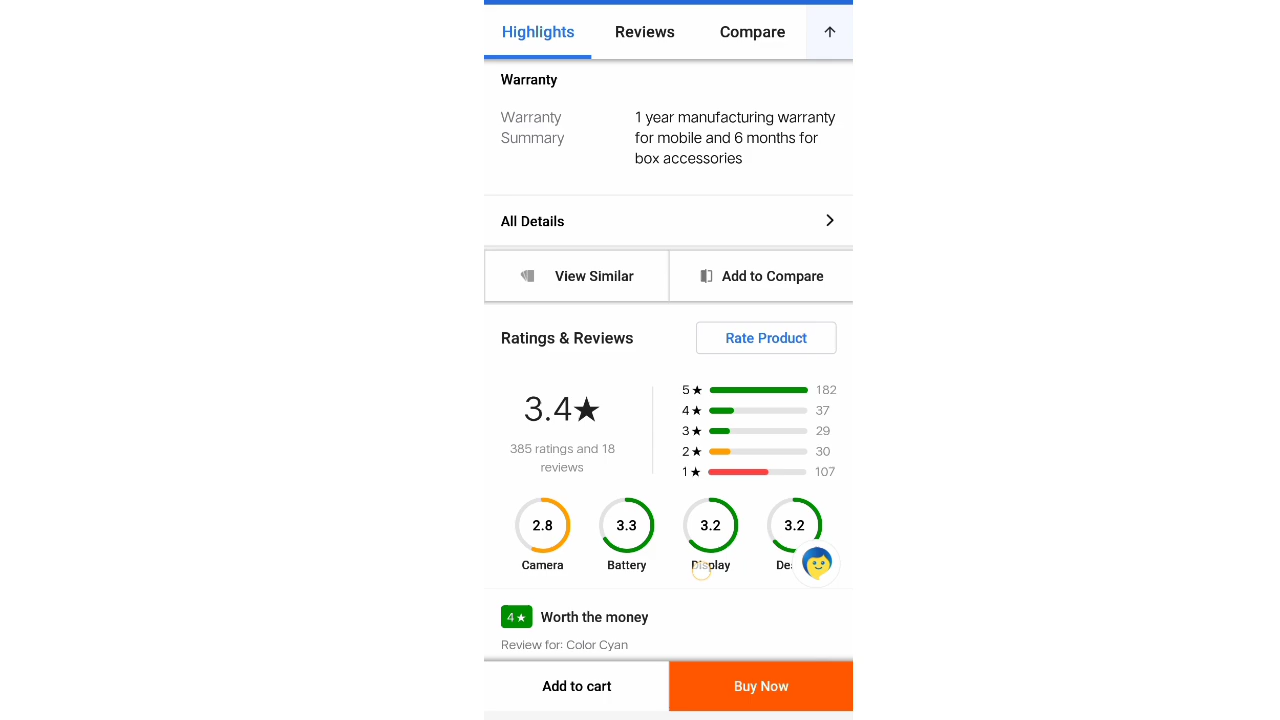 Highlights Reviews Compare
Warranty
Warranty Summary 1 year manufacturing warranty for mobile and 6 months for box accessories
All Details
View Similar Add to Compare
Ratings & Reviews Rate Product
3.4★
385 ratings and 18
reviews
5★ 182
4★ 37
3★ 29
2★ 30
1★ 107
2.8 3.3 3.2 3.2
Camera Battery Display
4★ Worth the money
Review for: Color Cyan
Add to cart Buy Now